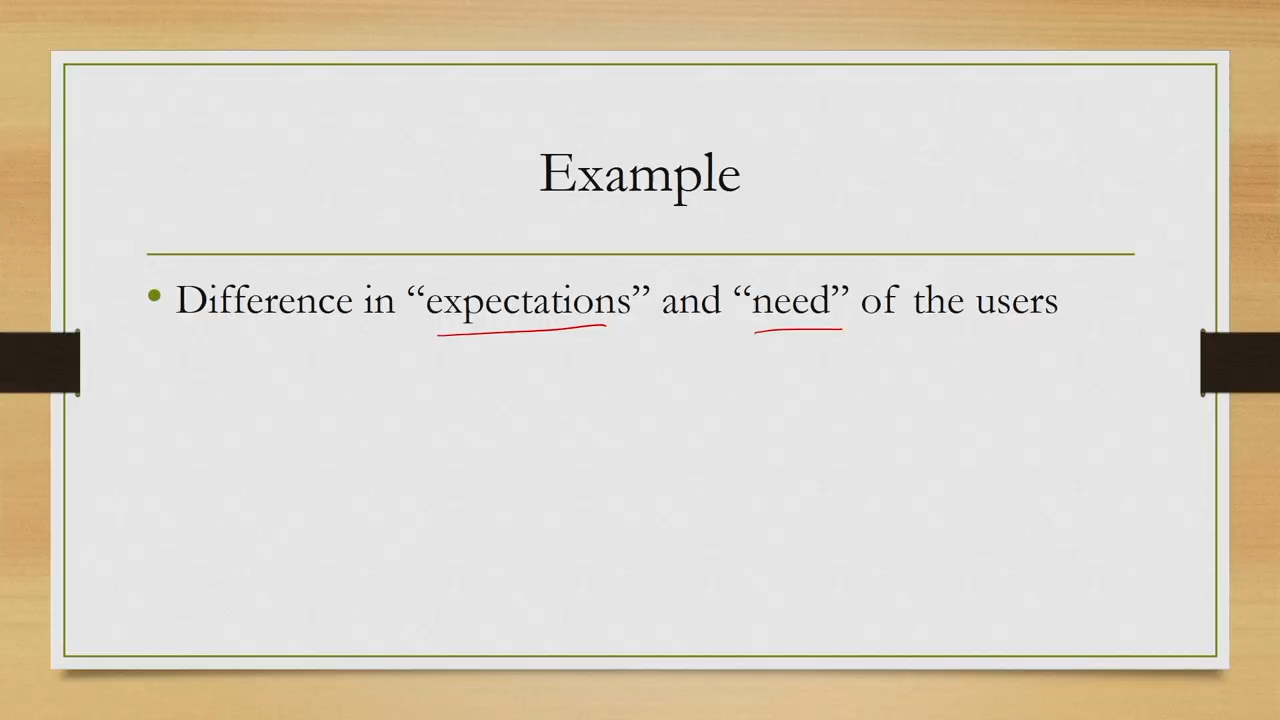 Example
• Difference in “expectations” and “need” of the users